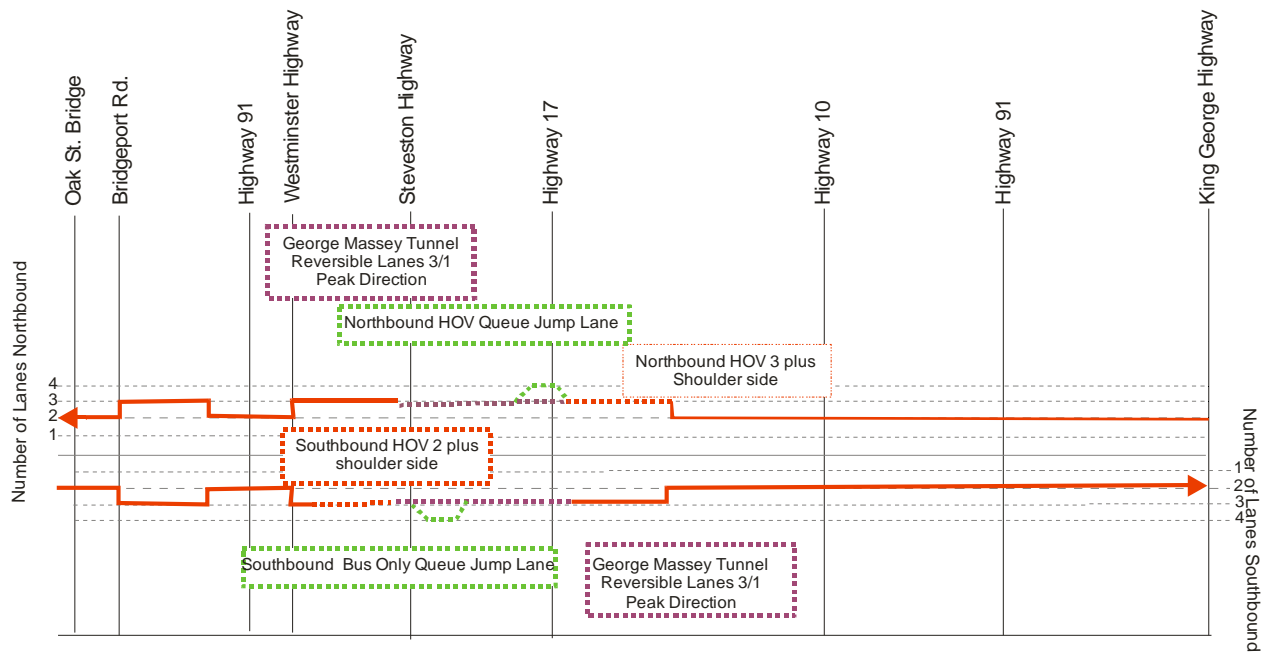 Oak St. Bridge
Bridgeport Rd.
Highway 91
Westminster Highway
Steveston Highway
Highway 17
Highway 10
Highway 91
King George Highway
George Massey Tunnel
Reversible Lanes 3/1
Peak Direction
Northbound HOV Queue Jump Lane
Northbound HOV 3 plus
Shoulder side
Number of Lanes Northbound
4
3
2
1
Southbound HOV 2 plus
shoulder side
1
2
3
4
Number of Lanes Southbound
Southbound Bus Only Queue Jump Lane
George Massey Tunnel
Reversible Lanes 3/1
Peak Direction